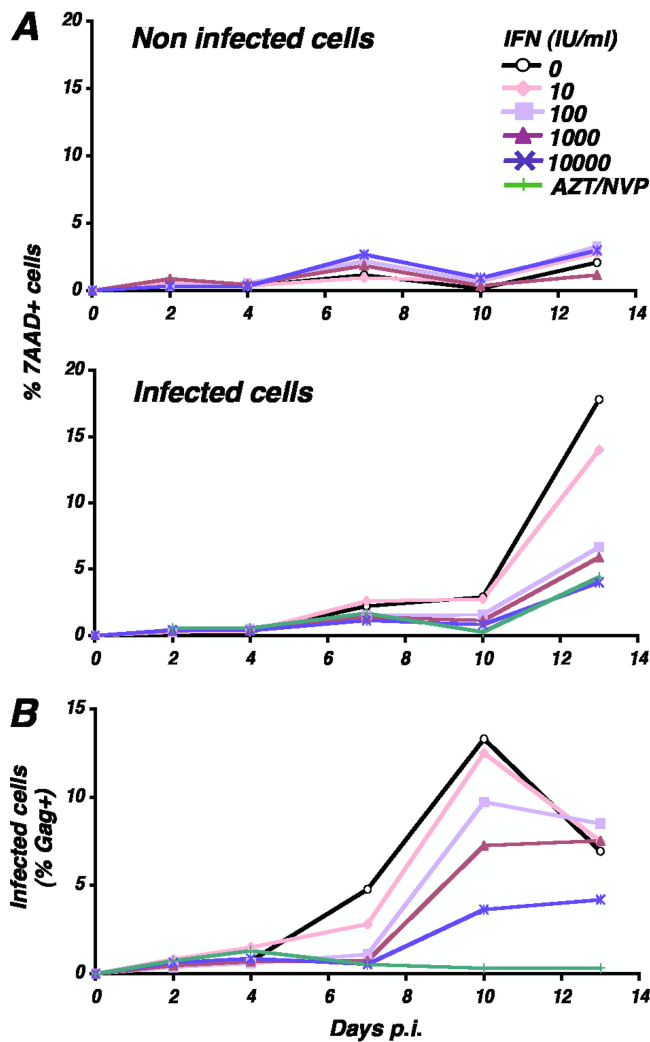 A
Non infected cells
IFN (IU/ml)
0
10
100
1000
10000
AZT/NVP
20
15
10
5
0
0 2 4 6 8 10 12 14
% 7AAD+ cells
Infected cells
20
15
10
5
0
0 2 4 6 8 10 12 14
B
Infected cells
(% Gag+)
15
10
5
0
0 2 4 6 8 10 12 14
Days p.i.